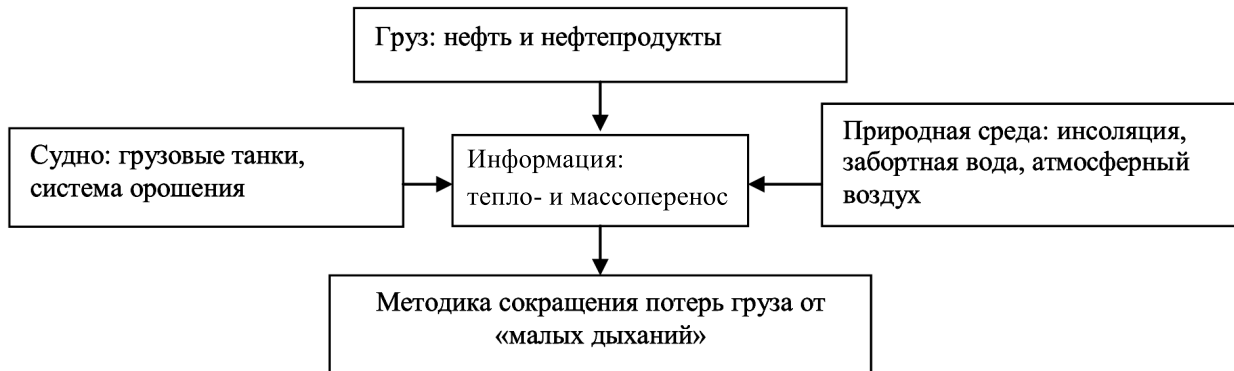 Груз: нефть и нефтепродукты
Судно: грузовые танки,
система орошения
Информация:
тепло- и массоперенос
Природная среда: инсоляция,
забортная вода, атмосферный
воздух
Методика сокращения потерь груза от
«малых дыханий»